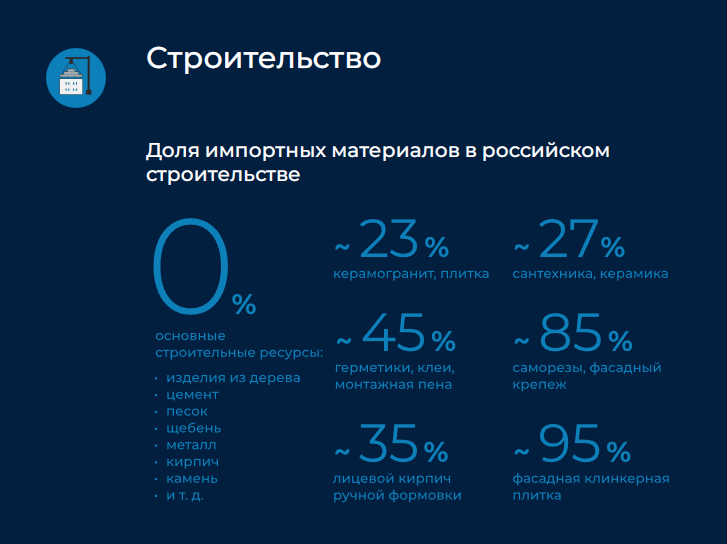 Строительство
Доля импортных материалов в российском
строительстве
0 %
основные
строительные ресурсы:
• изделия из дерева
• цемент
• песок
• щебень
• металл
• кирпич
• камень
• и т. д.
~ 23 %
керамогранит, плитка
~ 27 %
сантехника, керамика
~ 45 %
герметики, клеи,
монтажная пена
~ 85 %
саморезы, фасадный
крепеж
~ 35 %
лицевой кирпич
ручной формовки
~ 95 %
фасадная клинкерная
плитка